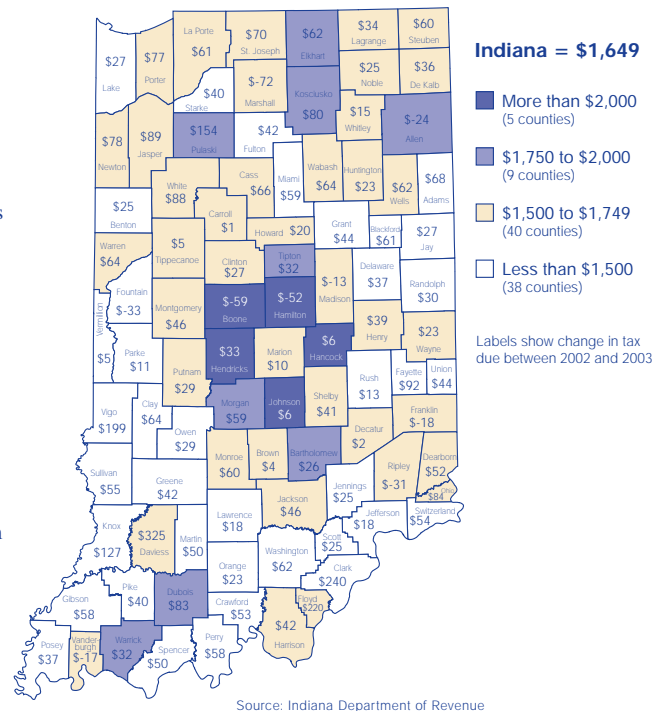 Indiana = $1,649
More than $2,000
(5 counties)
$1,750 to $2,000
(9 counties)
$1,500 to $1,749
(40 counties)
Less than $1,500
(38 counties)
Labels show change in tax
due between 2002 and 2003
$27
Lake
$77
Porter
La Porte
$61
$70
St. Joseph
$62
Elkhart
$34
Lagrange
$60
Steuben
$40
Starke
$-72
Marshall
Kosciusko
$80
$25
Noble
$36
De Kalb
$78
Newton
$89
Jasper
$154
Pulaski
$42
Fulton
$15
Whitley
$-24
Allen
White
$88
Cass
$66
Miami
$59
Wabash
$64
Huntington
$23
$62
Wells
$68
Adams
$25
Benton
Carroll
$1
Howard $20
Grant
$44
Blackford
$61
$27
Jay
Warren
$64
$5
Tippecanoe
Clinton
$27
Tipton
$32
$-13
Madison
Delaware
$37
Randolph
$30
Fountain
$-33
Vermillion
$5
Montgomery
$46
$-59
Boone
$-52
Hamilton
$39
Henry
$23
Wayne
Parke
$11
Putnam
$29
$33
Hendricks
Marion
$10
$6
Hancock
Rush
$13
Fayette
$92
Union
$44
Vigo
$199
Clay
$64
Owen
$29
Morgan
$59
Johnson
$6
Shelby
$41
Decatur
$2
Franklin
$-18
Sullivan
$55
Greene
$42
Monroe
$60
Brown
$4
Bartholomew
$26
Jennings
$25
Ripley
$-31
Dearborn
$52
Ohio
$84
Switzerland
$54
Jefferson
$18
Knox
$127
$325
Daviess
Martin
$50
Lawrence
$18
Jackson
$46
Washington
$62
Scott
$25
Clark
$240
Orange
$23
Gibson
$58
Pike
$40
Dubois
$83
Crawford
$53
Floyd
$220
$42
Harrison
Posey
$37
Vander-
burgh
$-17
Warrick
$32
Spencer
$50
Perry
$58
s
n
Source: Indiana Department of Revenue